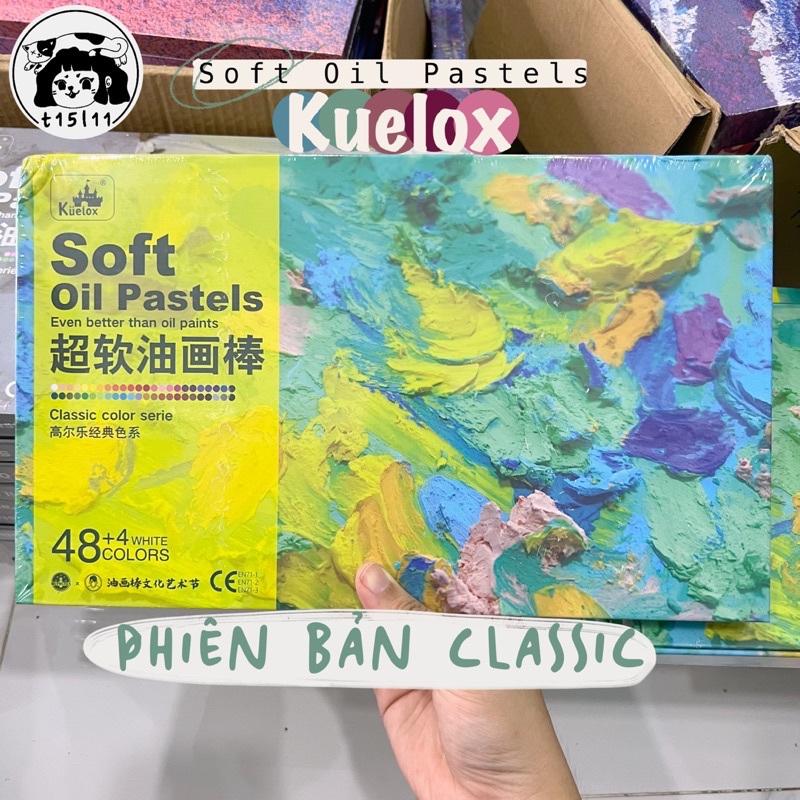 Soft Oil Pastels
Kuelox
t15l11
Küelox®
Soft
Oil Pastels
Even better than oil paints
超软油画棒
Classic color serie
高尔乐经典色系
48+4 WHITE
COLORS
× 油画棒文化艺术节 CE EN71-1
EN71-2
EN71-3
PHIÊN BẢN CLASSIC